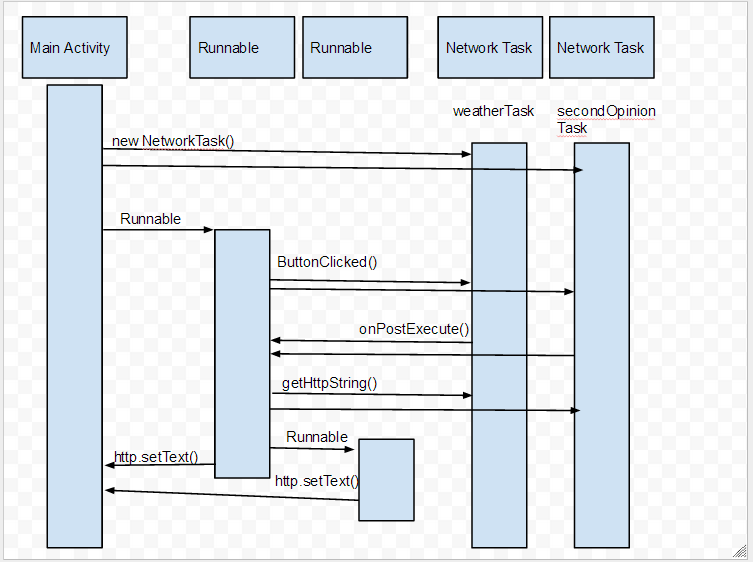 Main Activity
Runnable
Runnable
Network Task
Network Task
weatherTask
secondOpinion
Task
new NetworkTask()
Runnable
ButtonClicked()
onPostExecute()
getHttpString()
Runnable
http.setText()
http.setText()